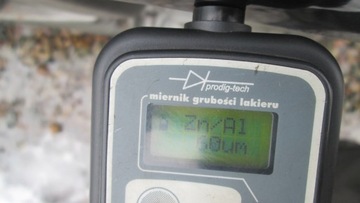 prodig-tech
miernik grubości lakieru
Zn/Al
60um